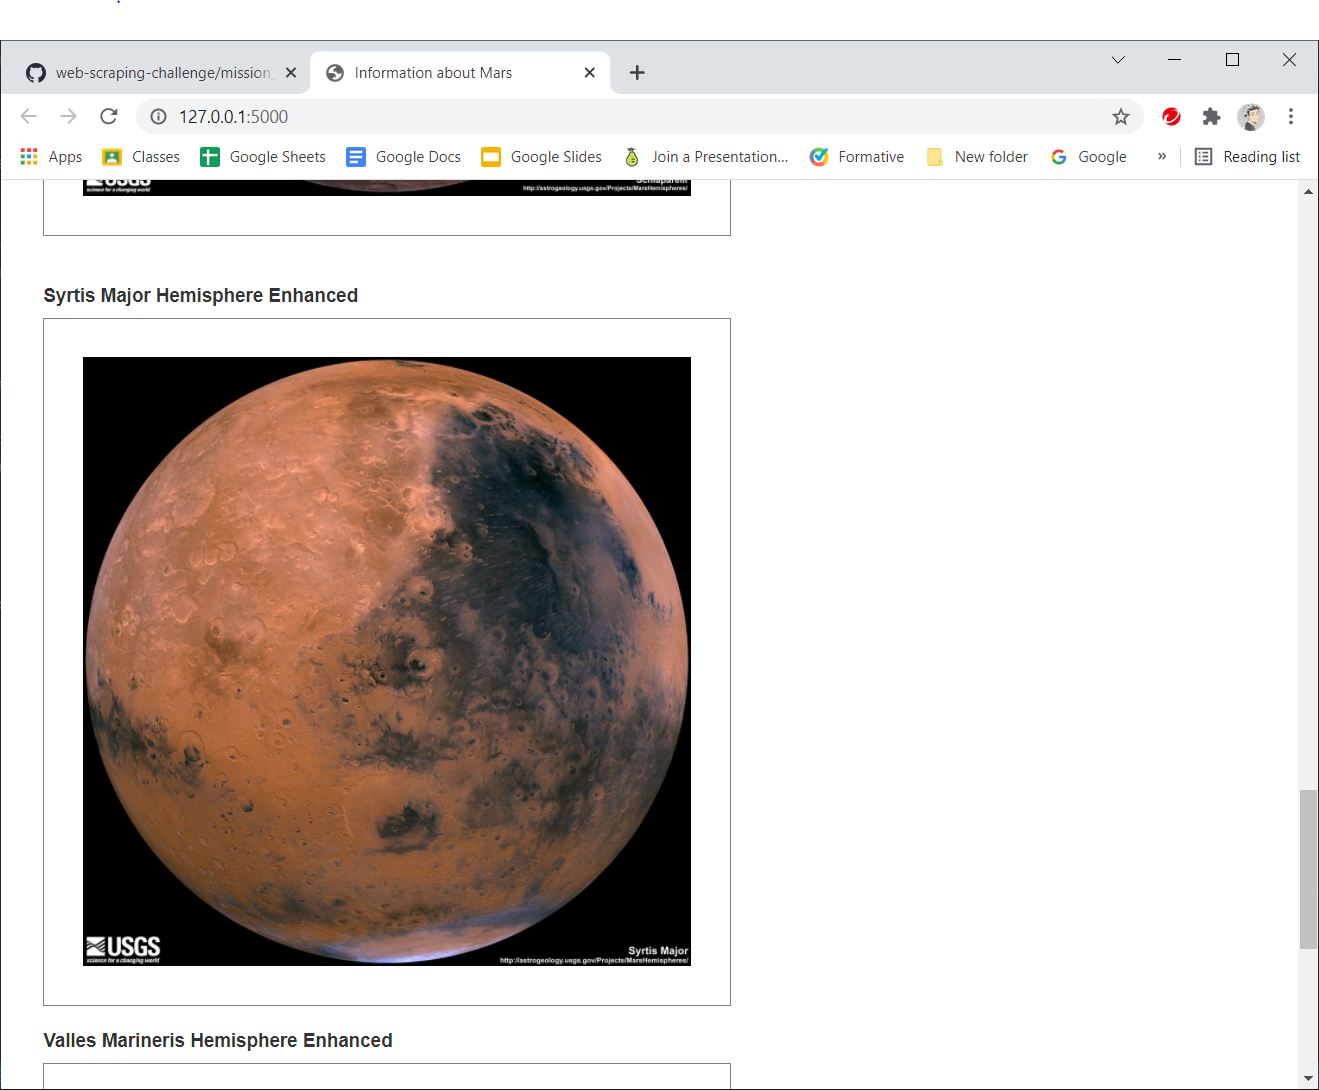 web-scraping-challenge/mission_
Information about Mars
127.0.0.1:5000
Apps Classes Google Sheets Google Docs Google Slides Join a Presentation... Formative New folder Google » Reading list
USGS
science for a changing world
Schiaparelli
http://astrogeology.usgs.gov/Projects/MarsHemispheres/
Syrtis Major Hemisphere Enhanced
USGS
science for a changing world
Syrtis Major
http://astrogeology.usgs.gov/Projects/MarsHemispheres/
Valles Marineris Hemisphere Enhanced